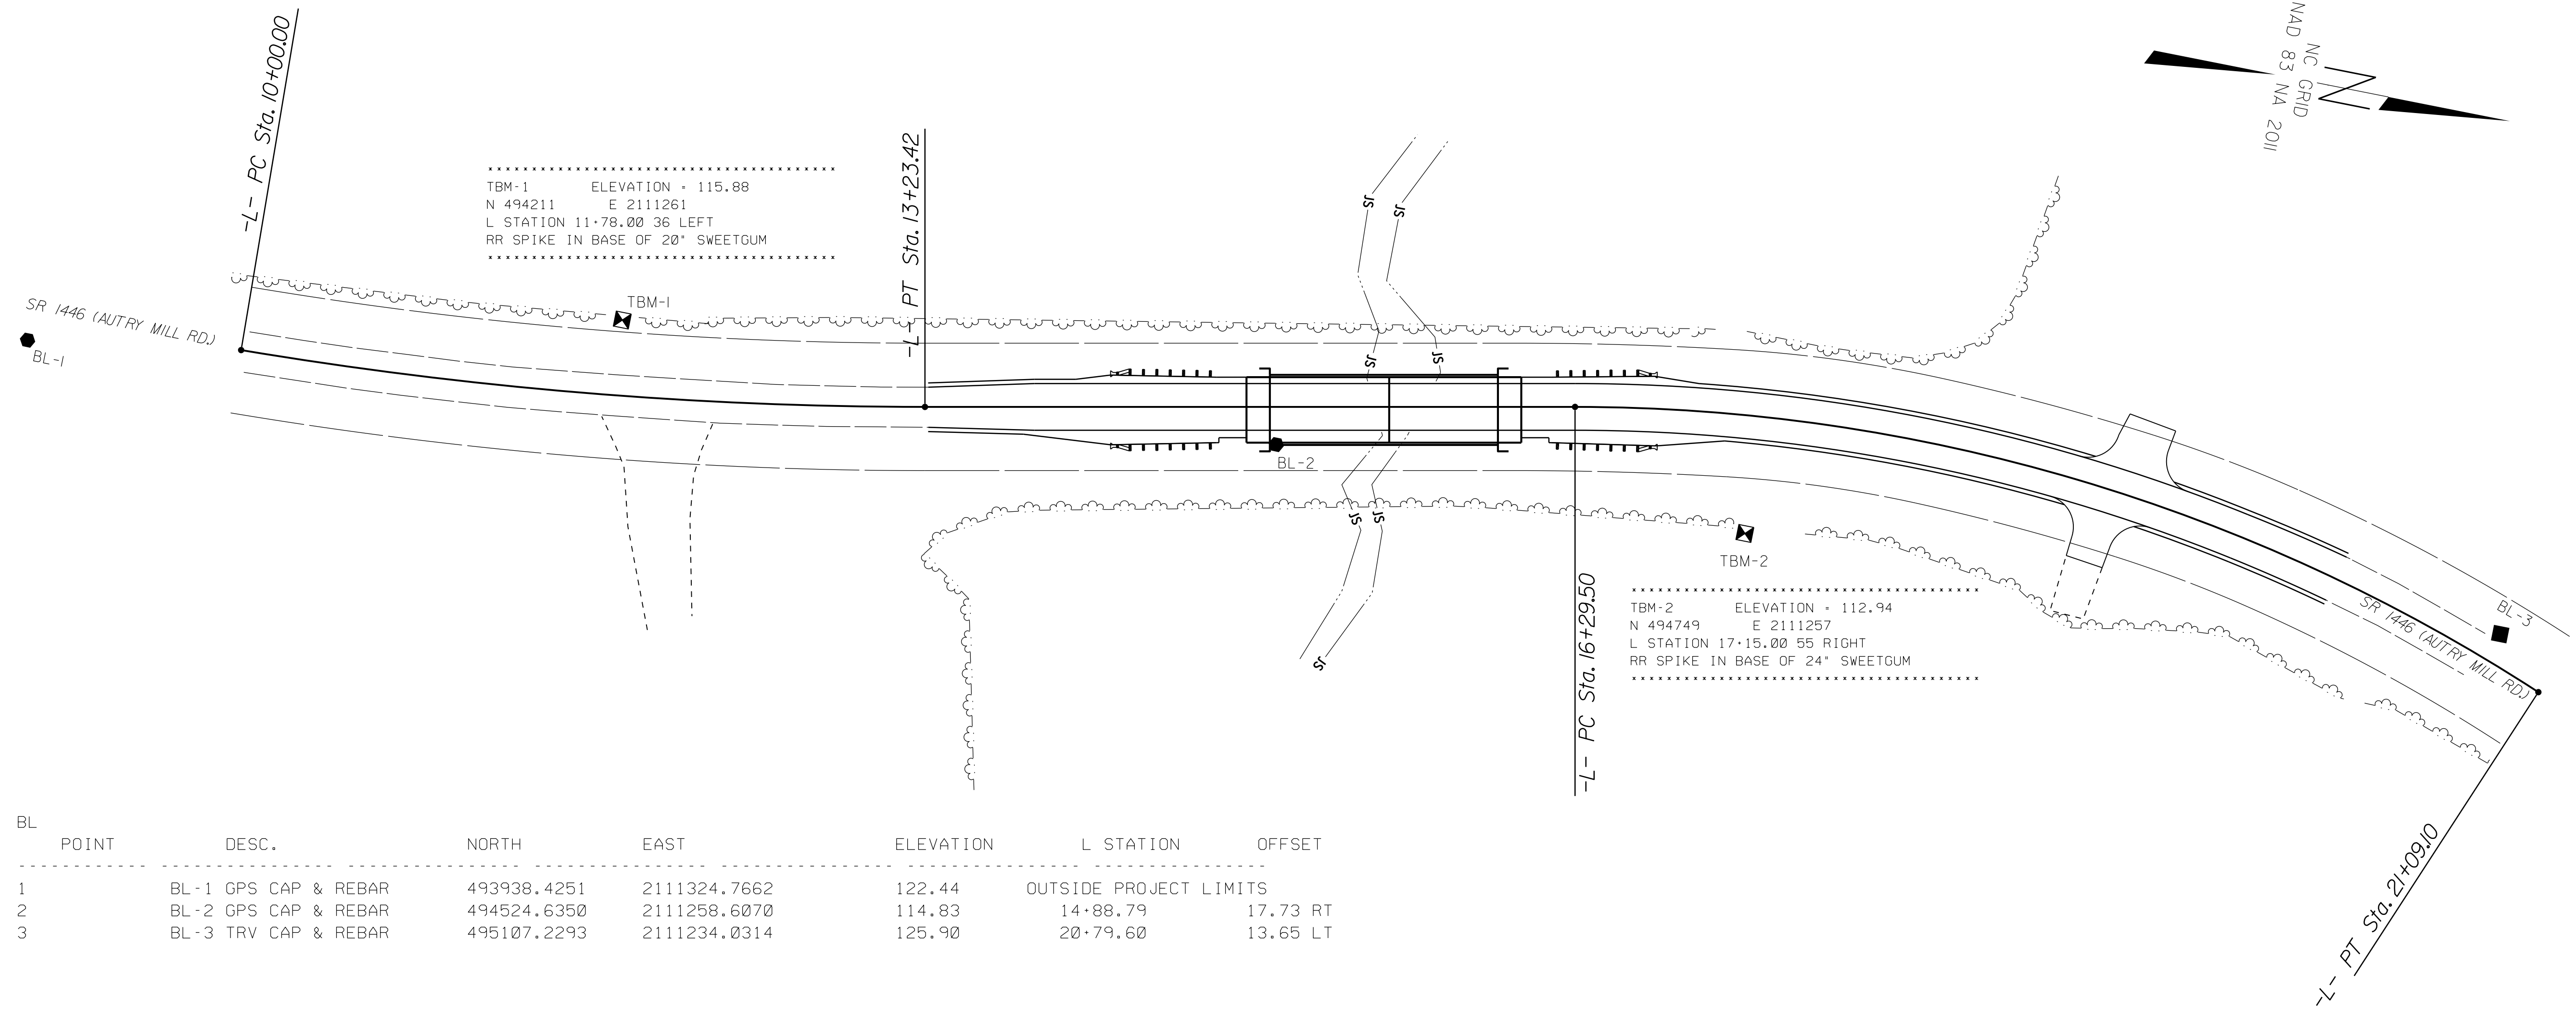 -L- PC Sta. 10+00.00
NC GRID
NAD 83 NA 2011
-L- PT Sta. 13+23.42
TBM-1 ELEVATION = 115.88
N 494211 E 2111261
L STATION 11+78.00 36 LEFT
RR SPIKE IN BASE OF 20" SWEETGUM
JS
JS
SR 1446 (AUTRY MILL RD.)
TBM-1
BL-1
JS
JS
BL-2
JS
JS
TBM-2
JS
-L- PC Sta. 16+29.50
TBM-2 ELEVATION = 112.94
N 494749 E 2111257
L STATION 17+15.00 55 RIGHT
RR SPIKE IN BASE OF 24" SWEETGUM
BL-3
SR 1446 (AUTRY MILL RD.)
-L- PT Sta. 21+09.10
BL
POINT DESC. NORTH EAST ELEVATION L STATION OFFSET
1 BL-1 GPS CAP & REBAR 493938.4251 2111324.7662 122.44 OUTSIDE PROJECT LIMITS
2 BL-2 GPS CAP & REBAR 494524.6350 2111258.6070 114.83 14+88.79 17.73 RT
3 BL-3 TRV CAP & REBAR 495107.2293 2111234.0314 125.90 20+79.60 13.65 LT